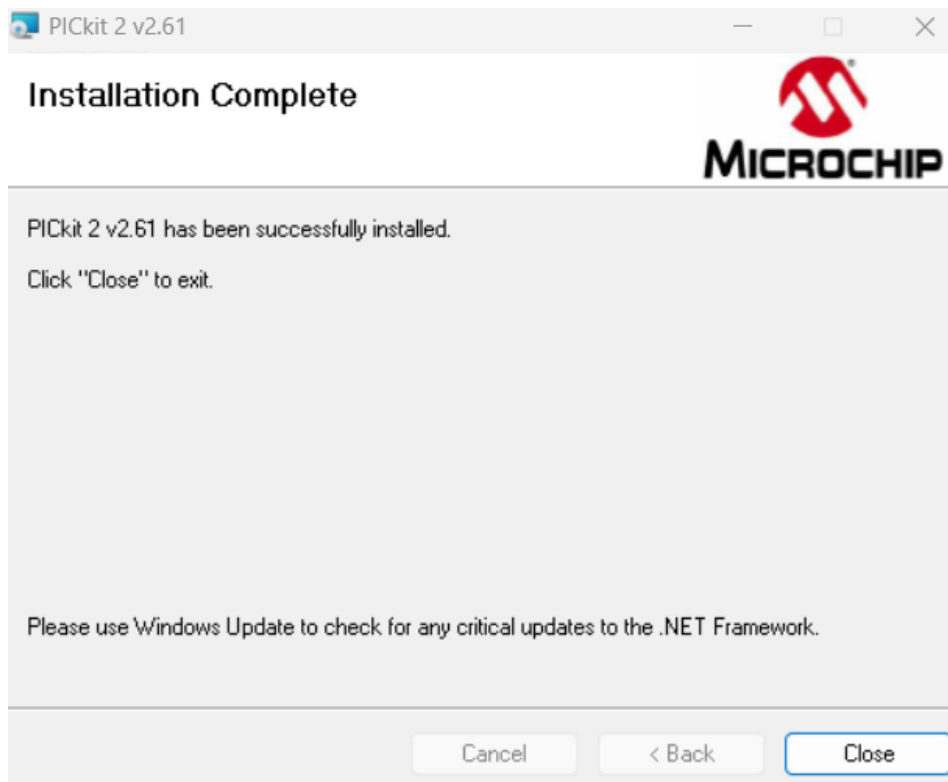 PICkit 2 v2.61
Installation Complete
MICROCHIP
PICkit 2 v2.61 has been successfully installed.
Click "Close" to exit.
Please use Windows Update to check for any critical updates to the .NET Framework.
Cancel
< Back
Close